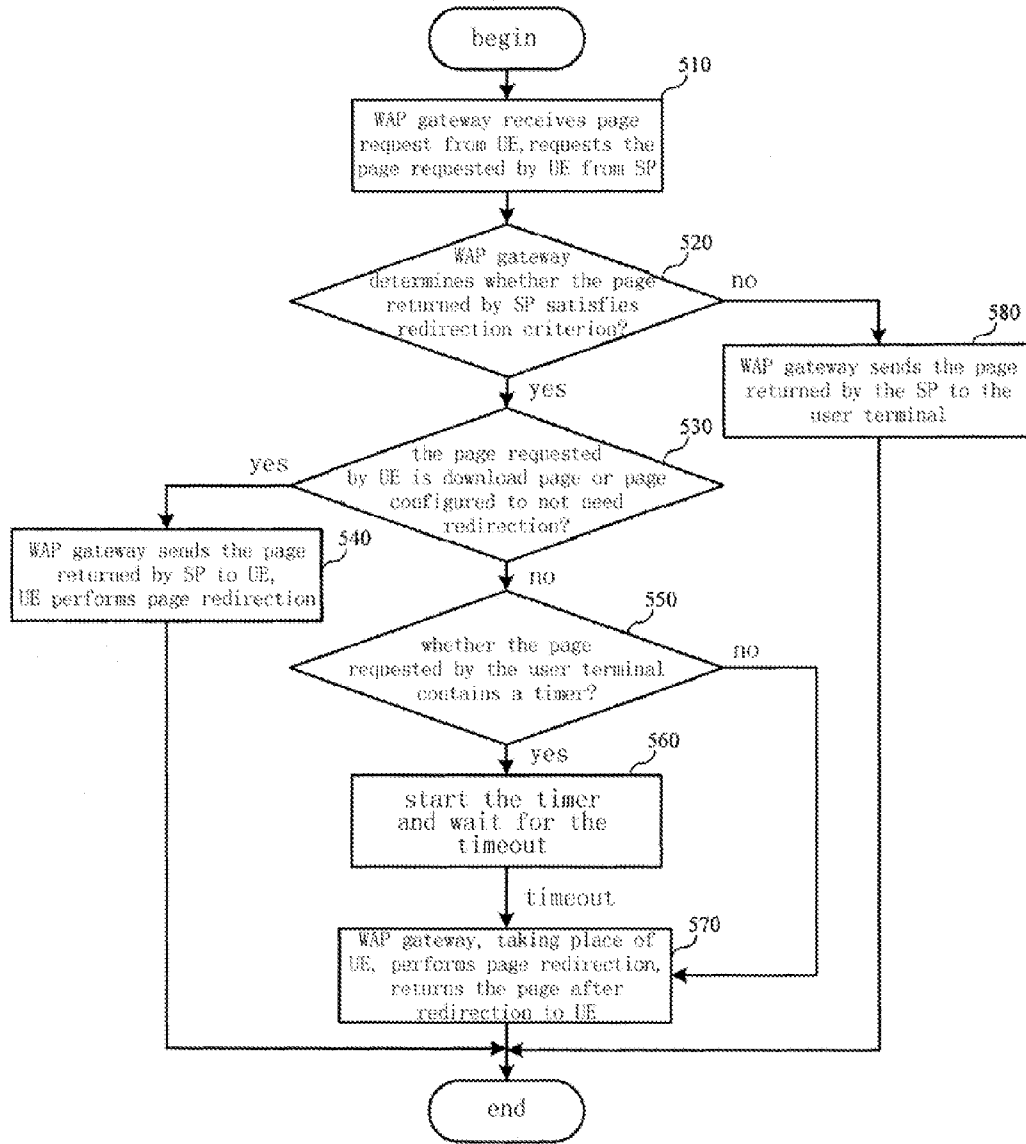 begin
510
WAP gateway receives page
request from UE, requests the
page requested by UE from SP
520
WAP gateway
determines whether the page
returned by SP satisfies
redirection criterion?
no
580
WAP gateway sends the page
returned by the SP to the
user terminal
yes
530
the page requested
by UE is download page or page
configured to not need
redirection?
yes
540
WAP gateway sends the page
returned by SP to UE,
UE performs page redirection
no
550
whether the page
requested by the user terminal
contains a timer?
no
yes
560
start the timer
and wait for the
timeout
timeout
570
WAP gateway, taking place of
UE, performs page redirection,
returns the page after
redirection to UE
end